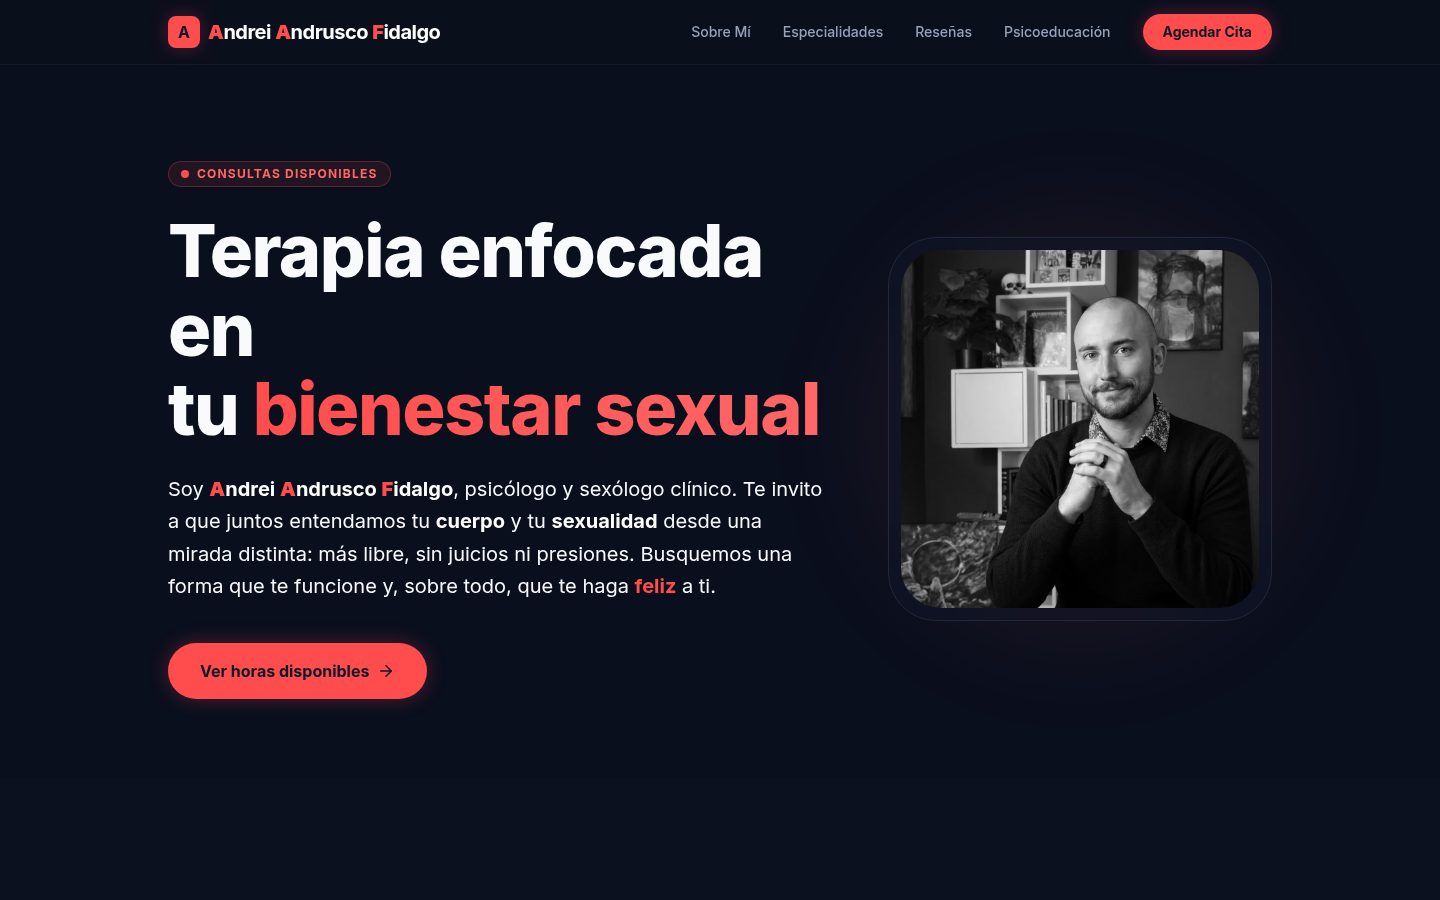 A Andrei Andrusco Fidalgo
Sobre Mí
Especialidades
Reseñas
Psicoeducación
Agendar Cita
CONSULTAS DISPONIBLES
Terapia enfocada
en
tu bienestar sexual
Soy Andrei Andrusco Fidalgo, psicólogo y sexólogo clínico. Te invito
a que juntos entendamos tu cuerpo y tu sexualidad desde una
mirada distinta: más libre, sin juicios ni presiones. Busquemos una
forma que te funcione y, sobre todo, que te haga feliz a ti.
Ver horas disponibles →